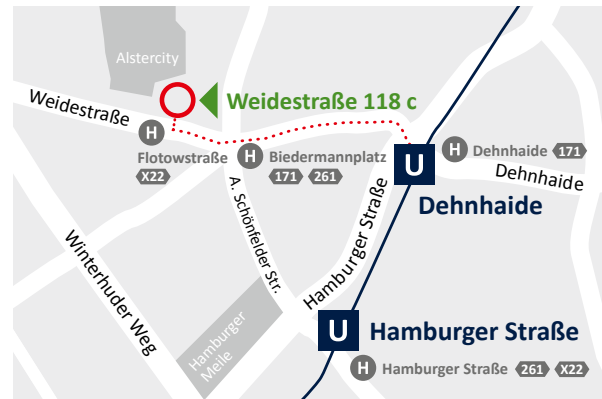 Alstercity
Weidestraße
Weidestraße 118 c
H
Flotowstraße
X22
H Biedermannplatz
171 261
H Dehnhaide 171
U
Dehnhaide
Dehnhaide
A. Schönfelder Str.
Hamburger Straße
Winterhuder Weg
Hamburger
Meile
U Hamburger Straße
H Hamburger Straße 261 X22